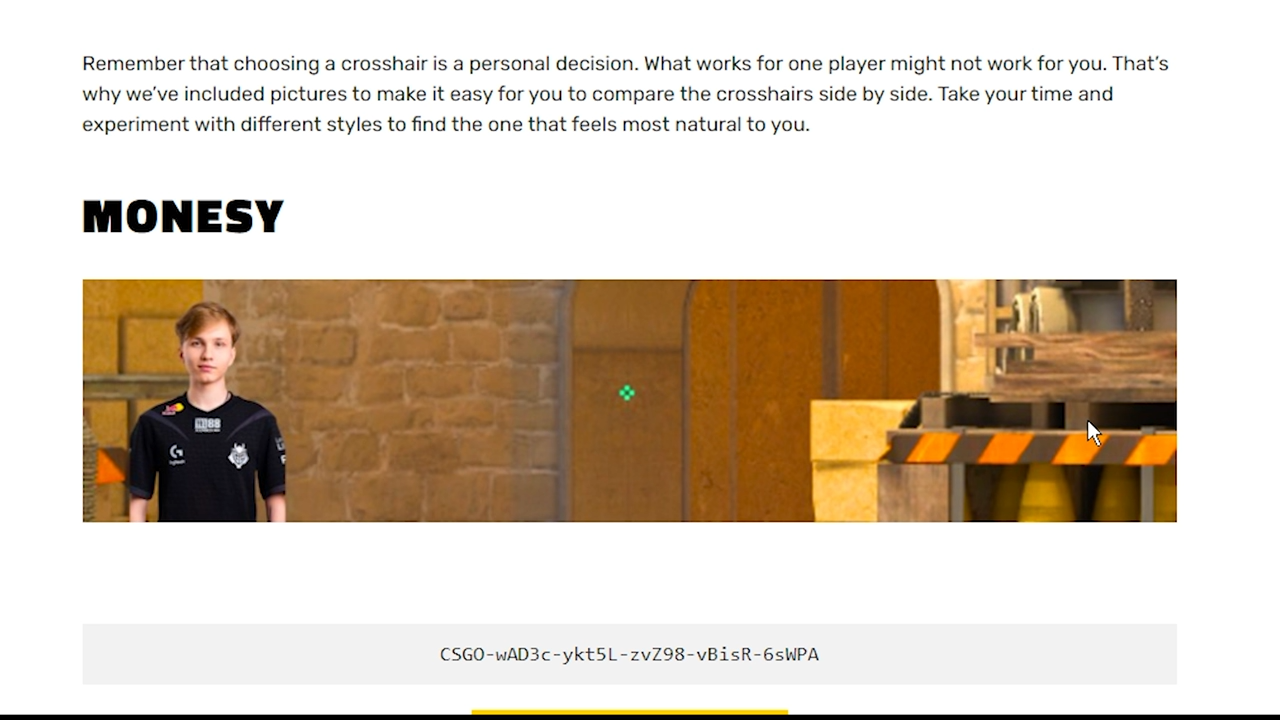 Remember that choosing a crosshair is a personal decision. What works for one player might not work for you. That’s
why we’ve included pictures to make it easy for you to compare the crosshairs side by side. Take your time and
experiment with different styles to find the one that feels most natural to you.
MONESY
CSGO-wAD3c-ykt5L-zvZ98-vBisR-6sWPA